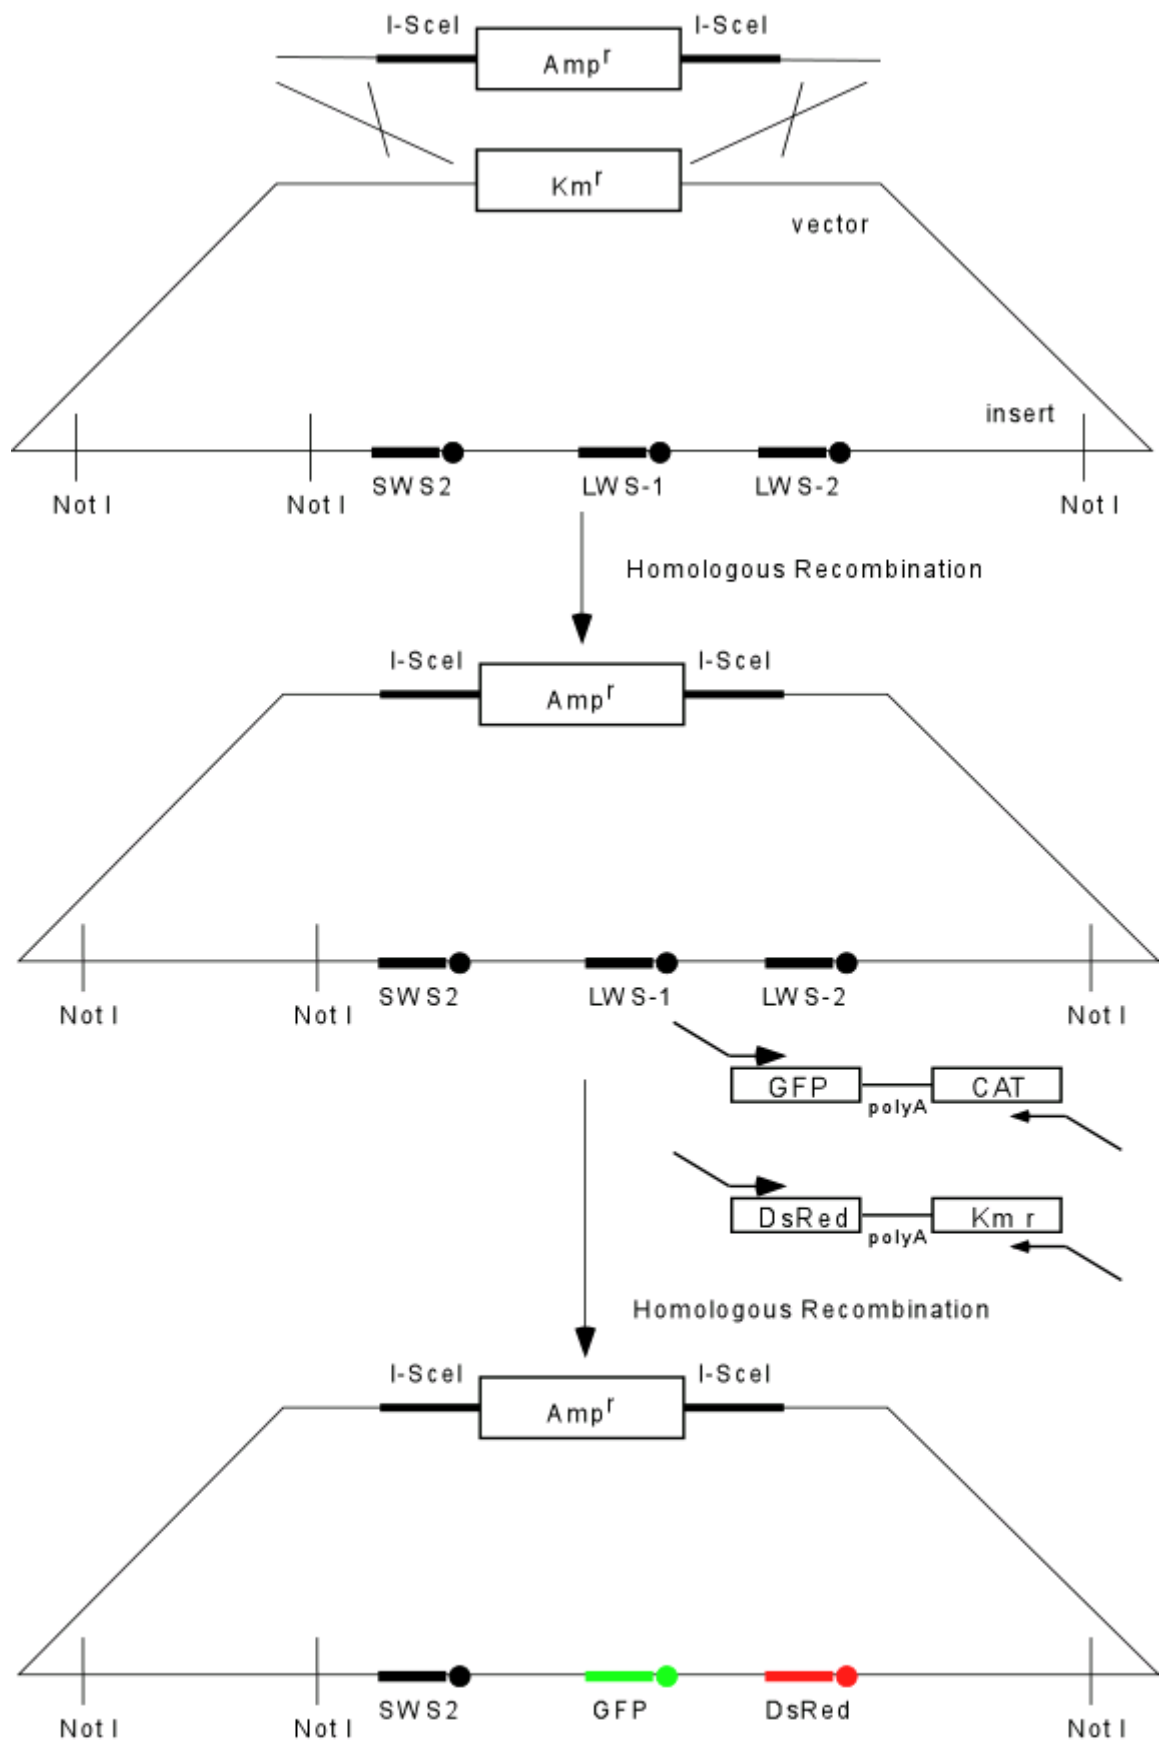 I-SceI I-SceI
Amp^r
Km^r
vector
insert
SWS2 LWS-1 LWS-2
Not I Not I Not I
Homologous Recombination
I-SceI I-SceI
Amp^r
SWS2 LWS-1 LWS-2
Not I Not I Not I
GFP CAT
polyA
DsRed Km r
polyA
Homologous Recombination
I-SceI I-SceI
Amp^r
SWS2 GFP DsRed
Not I Not I Not I